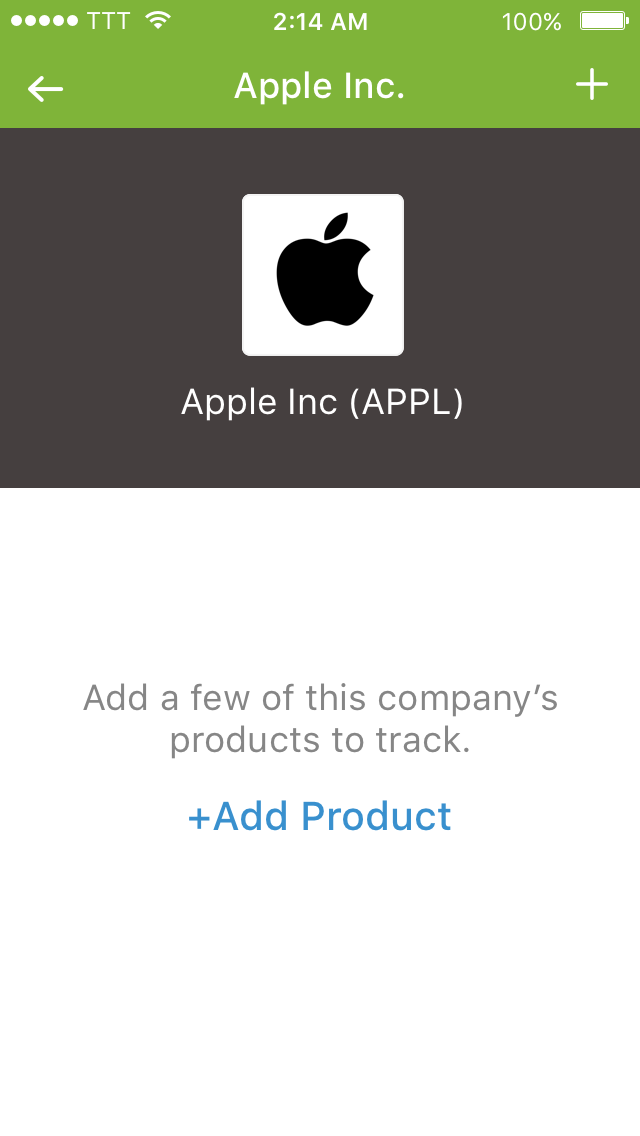 TTT 2:14 AM 100%
Apple Inc.
Apple Inc (APPL)
Add a few of this company’s
products to track.
+Add Product